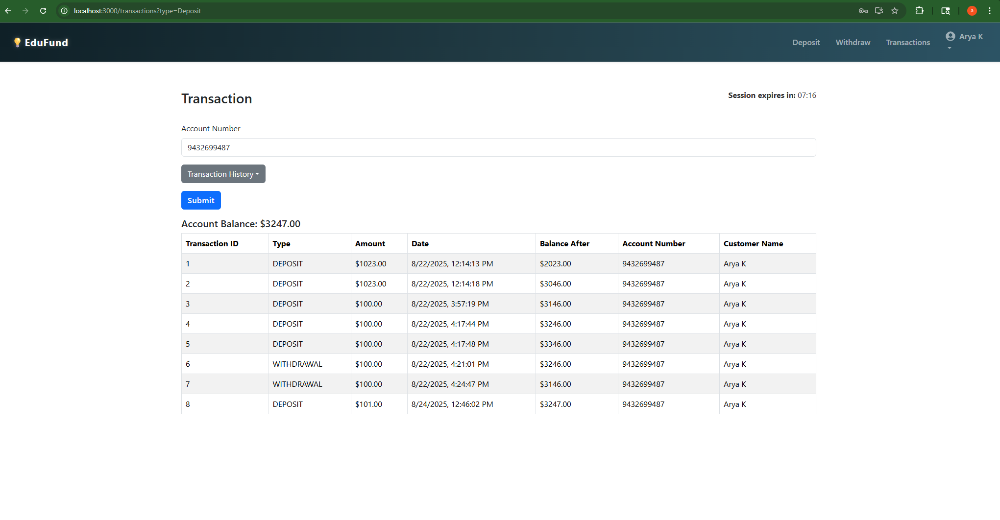 localhost:3000/transactions?type=Deposit
a
EduFund
Deposit Withdraw Transactions Arya K
Transaction
Session expires in: 07:16
Account Number
9432699487
Transaction History
Submit
Account Balance: $3247.00
Transaction ID Type Amount Date Balance After Account Number Customer Name
1 DEPOSIT $1023.00 8/22/2025, 12:14:13 PM $2023.00 9432699487 Arya K
2 DEPOSIT $1023.00 8/22/2025, 12:14:18 PM $3046.00 9432699487 Arya K
3 DEPOSIT $100.00 8/22/2025, 3:57:19 PM $3146.00 9432699487 Arya K
4 DEPOSIT $100.00 8/22/2025, 4:17:44 PM $3246.00 9432699487 Arya K
5 DEPOSIT $100.00 8/22/2025, 4:17:48 PM $3346.00 9432699487 Arya K
6 WITHDRAWAL $100.00 8/22/2025, 4:21:01 PM $3246.00 9432699487 Arya K
7 WITHDRAWAL $100.00 8/22/2025, 4:24:47 PM $3146.00 9432699487 Arya K
8 DEPOSIT $101.00 8/24/2025, 12:46:02 PM $3247.00 9432699487 Arya K